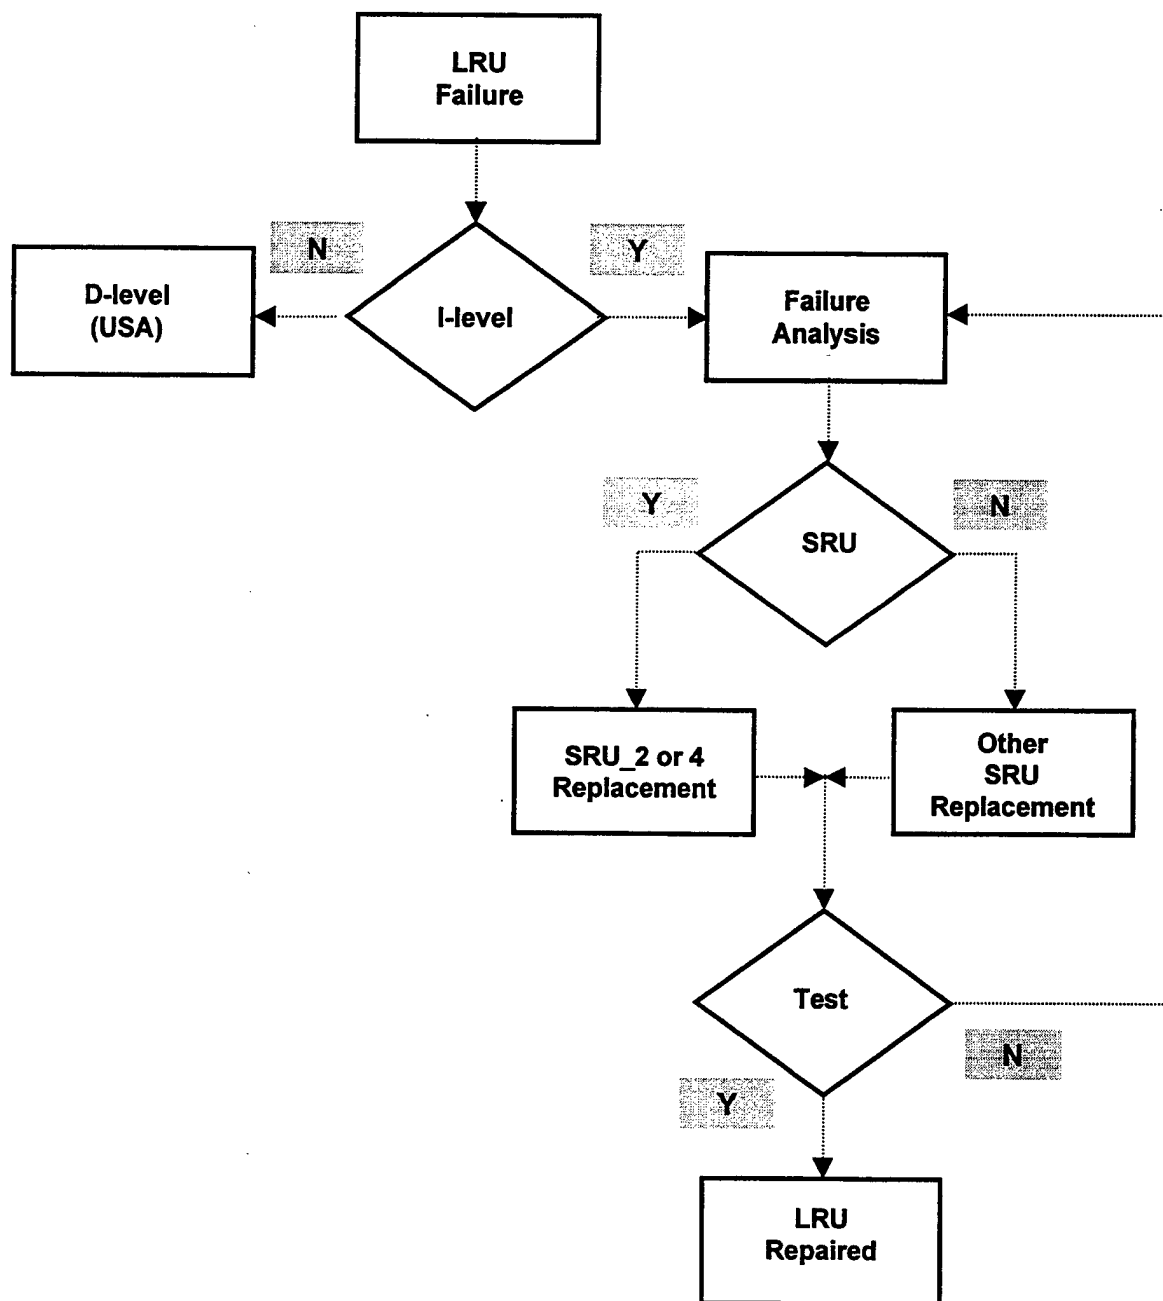 LRU
Failure
N
Y
D-level
(USA)
I-level
Failure
Analysis
Y
N
SRU
SRU_2 or 4
Replacement
Other
SRU
Replacement
Test
N
Y
LRU
Repaired